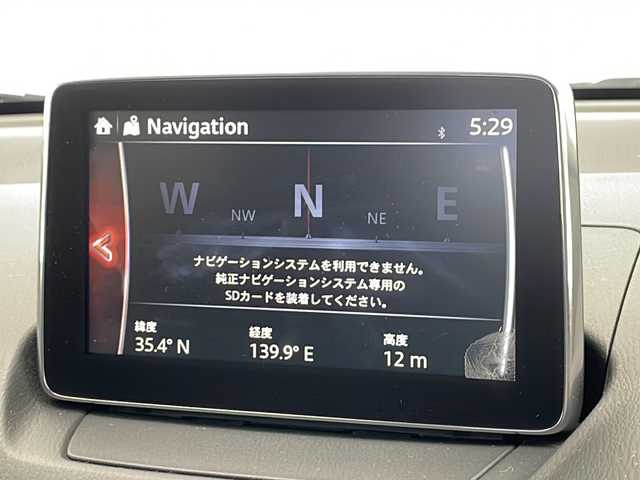 Navigation
5:29
W NW N NE E
ナビゲーションシステムを利用できません。
純正ナビゲーションシステム専用の
SDカードを装着してください。
緯度 経度 高度
35.4° N 139.9° E 12 m